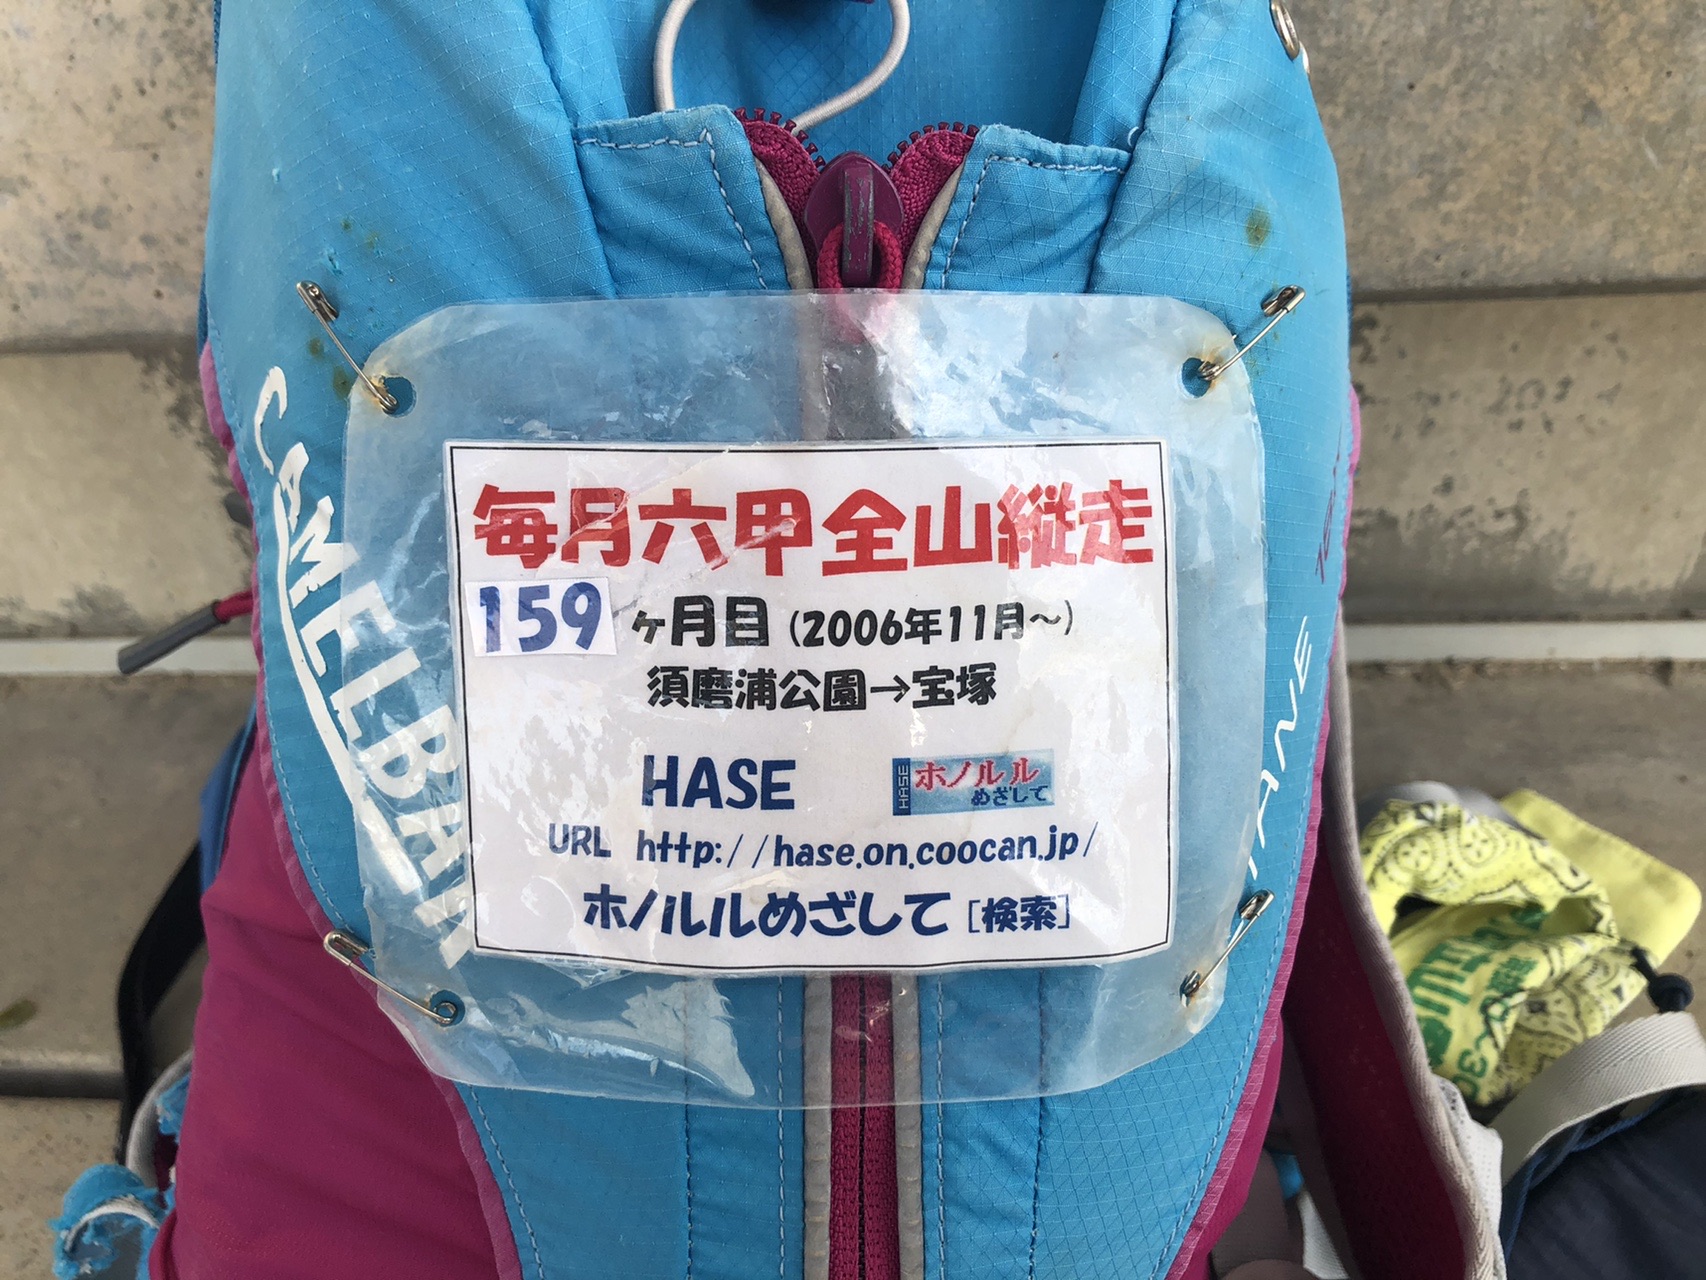 CAMELBAK
毎月六甲全山縦走
159 ヶ月目 (2006年11月～)
須磨浦公園→宝塚
HASE
HASE ホノルル
めざして
URL http://hase.on.coocan.jp/
ホノルルめざして [検索]